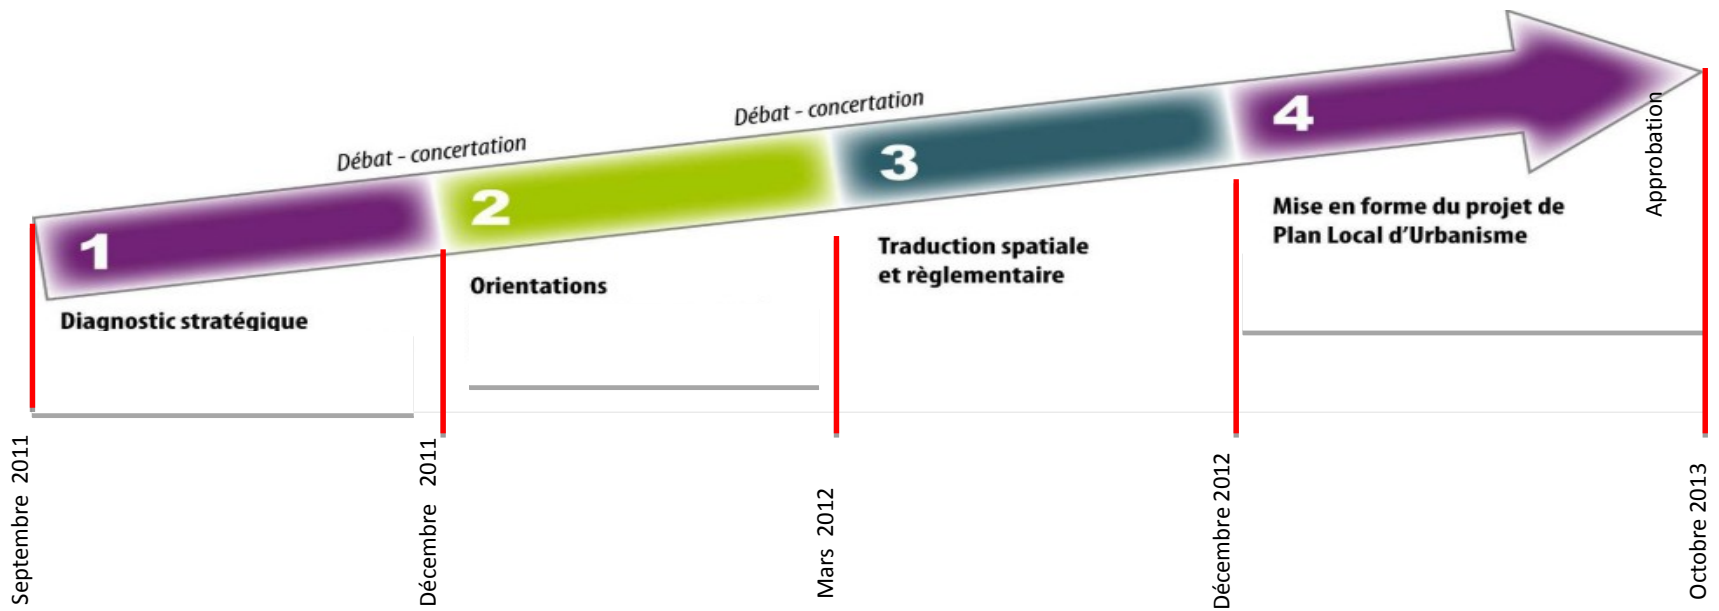 Débat - concertation
Débat - concertation
1
2
3
4
Diagnostic stratégique
Orientations
Traduction spatiale
et règlementaire
Mise en forme du projet de
Plan Local d'Urbanisme
Approbation
Septembre 2011
Décembre 2011
Mars 2012
Décembre 2012
Octobre 2013